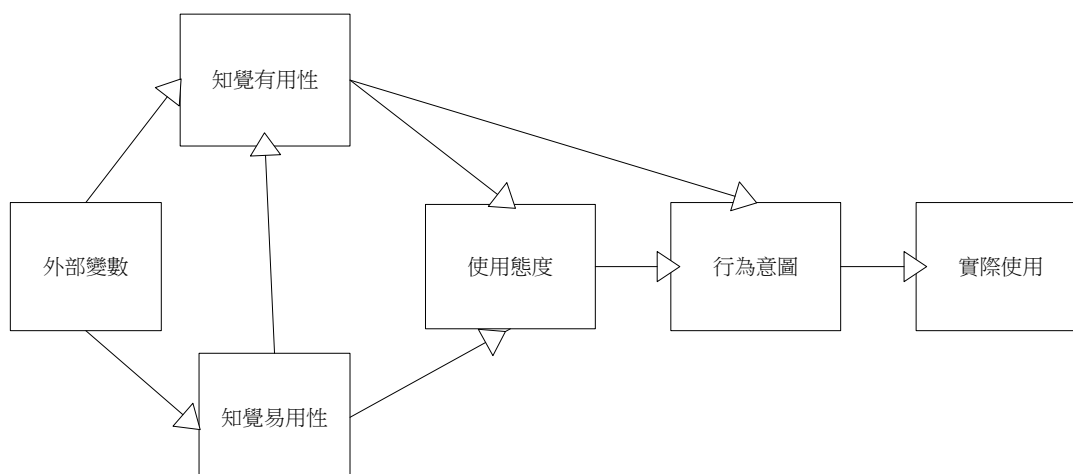 知覺有用性
外部變數
使用態度
行為意圖
實際使用
知覺易用性